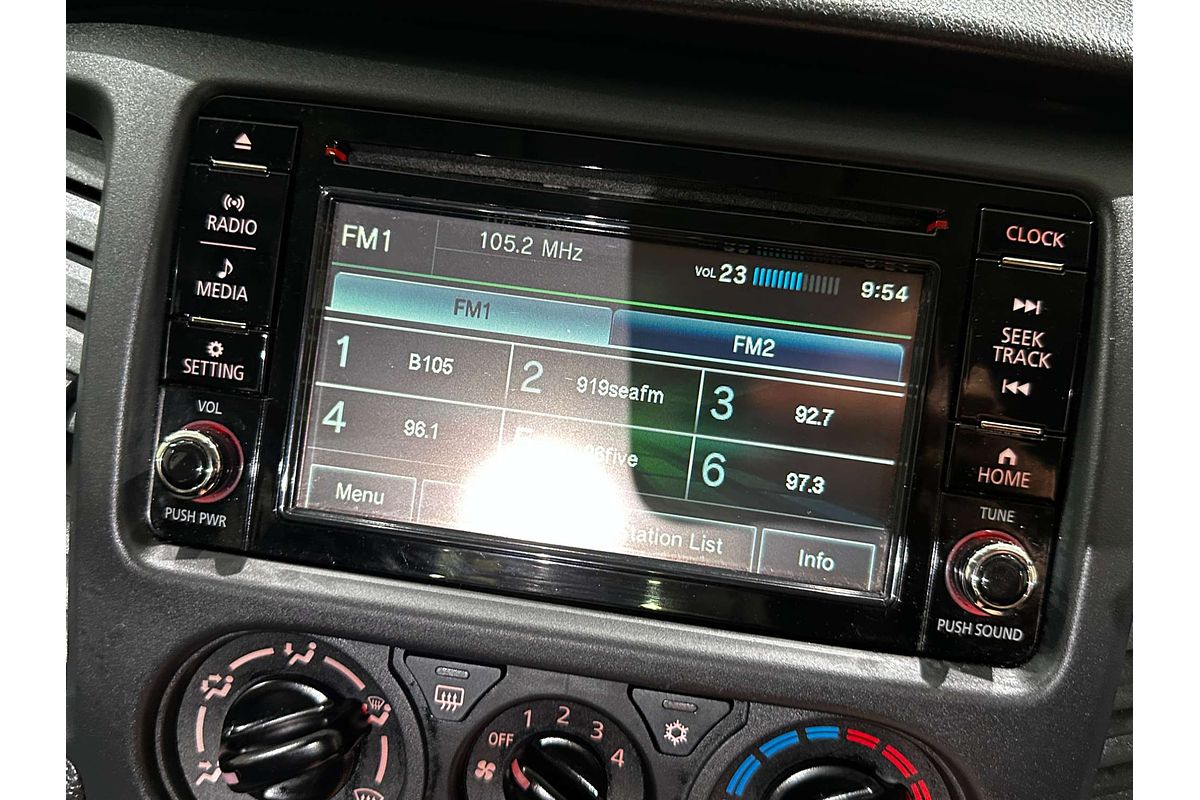 RADIO
MEDIA
SETTING
VOL
PUSH PWR
FM1
105.2 MHz
VOL 23
9:54
FM1
FM2
1 B105
2 919seafm
3 92.7
4 96.1
6 97.3
Menu
List
Info
CLOCK
SEEK
TRACK
HOME
TUNE
PUSH SOUND
OFF 1 2 3 4